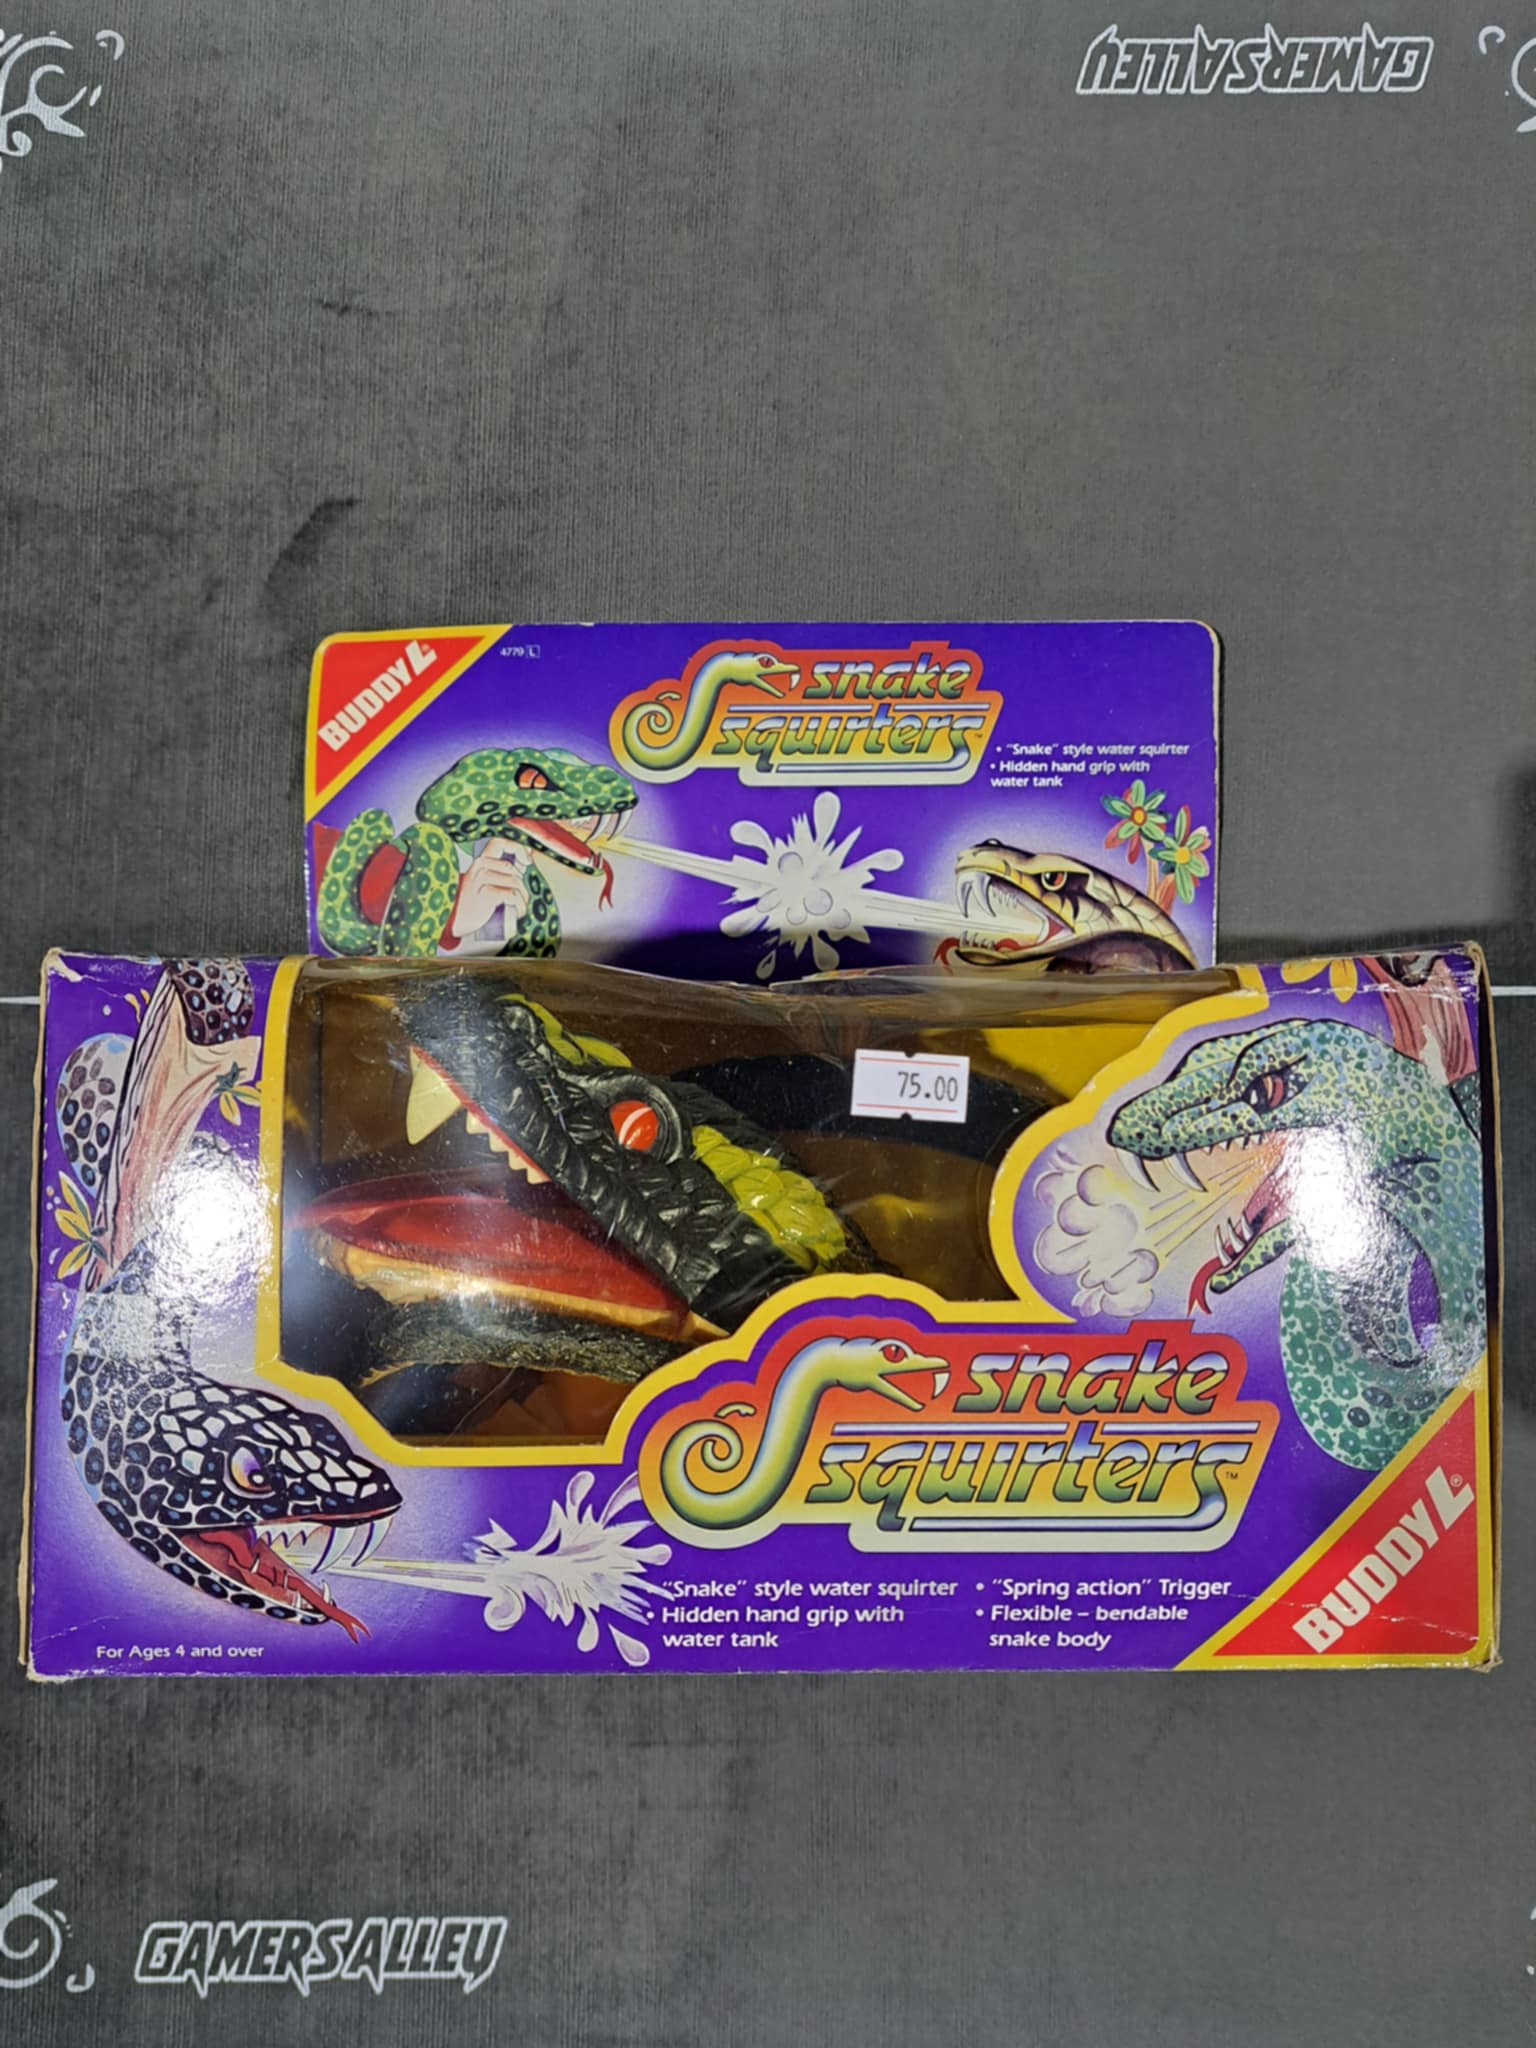 GAMERSALLEY
BUDDY L®
4779 L
snake
squirters™
• "Snake" style water squirter
• Hidden hand grip with
water tank
75.00
snake
squirters™
"Snake" style water squirter
• Hidden hand grip with
water tank
• "Spring action" Trigger
• Flexible – bendable
snake body
BUDDY L®
For Ages 4 and over
GAMERSALLEY